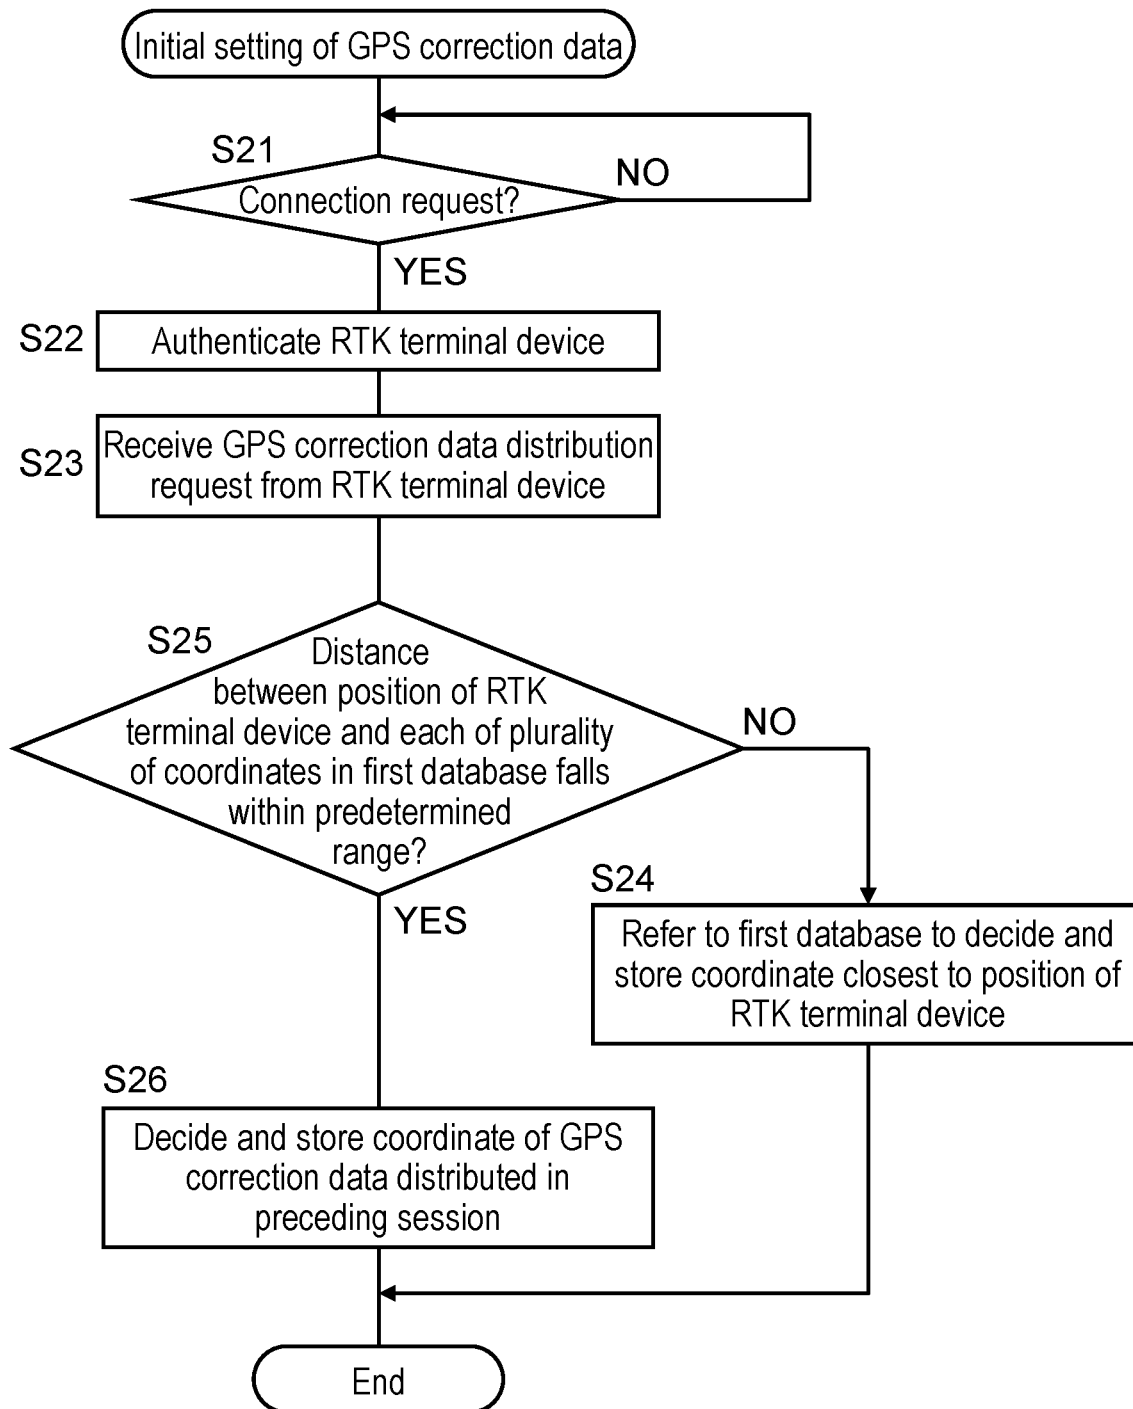 Initial setting of GPS correction data
S21
Connection request?
NO
YES
S22
Authenticate RTK terminal device
S23
Receive GPS correction data distribution
request from RTK terminal device
S25
Distance
between position of RTK
terminal device and each of plurality
of coordinates in first database falls
within predetermined
range?
NO
YES
S24
Refer to first database to decide and
store coordinate closest to position of
RTK terminal device
S26
Decide and store coordinate of GPS
correction data distributed in
preceding session
End